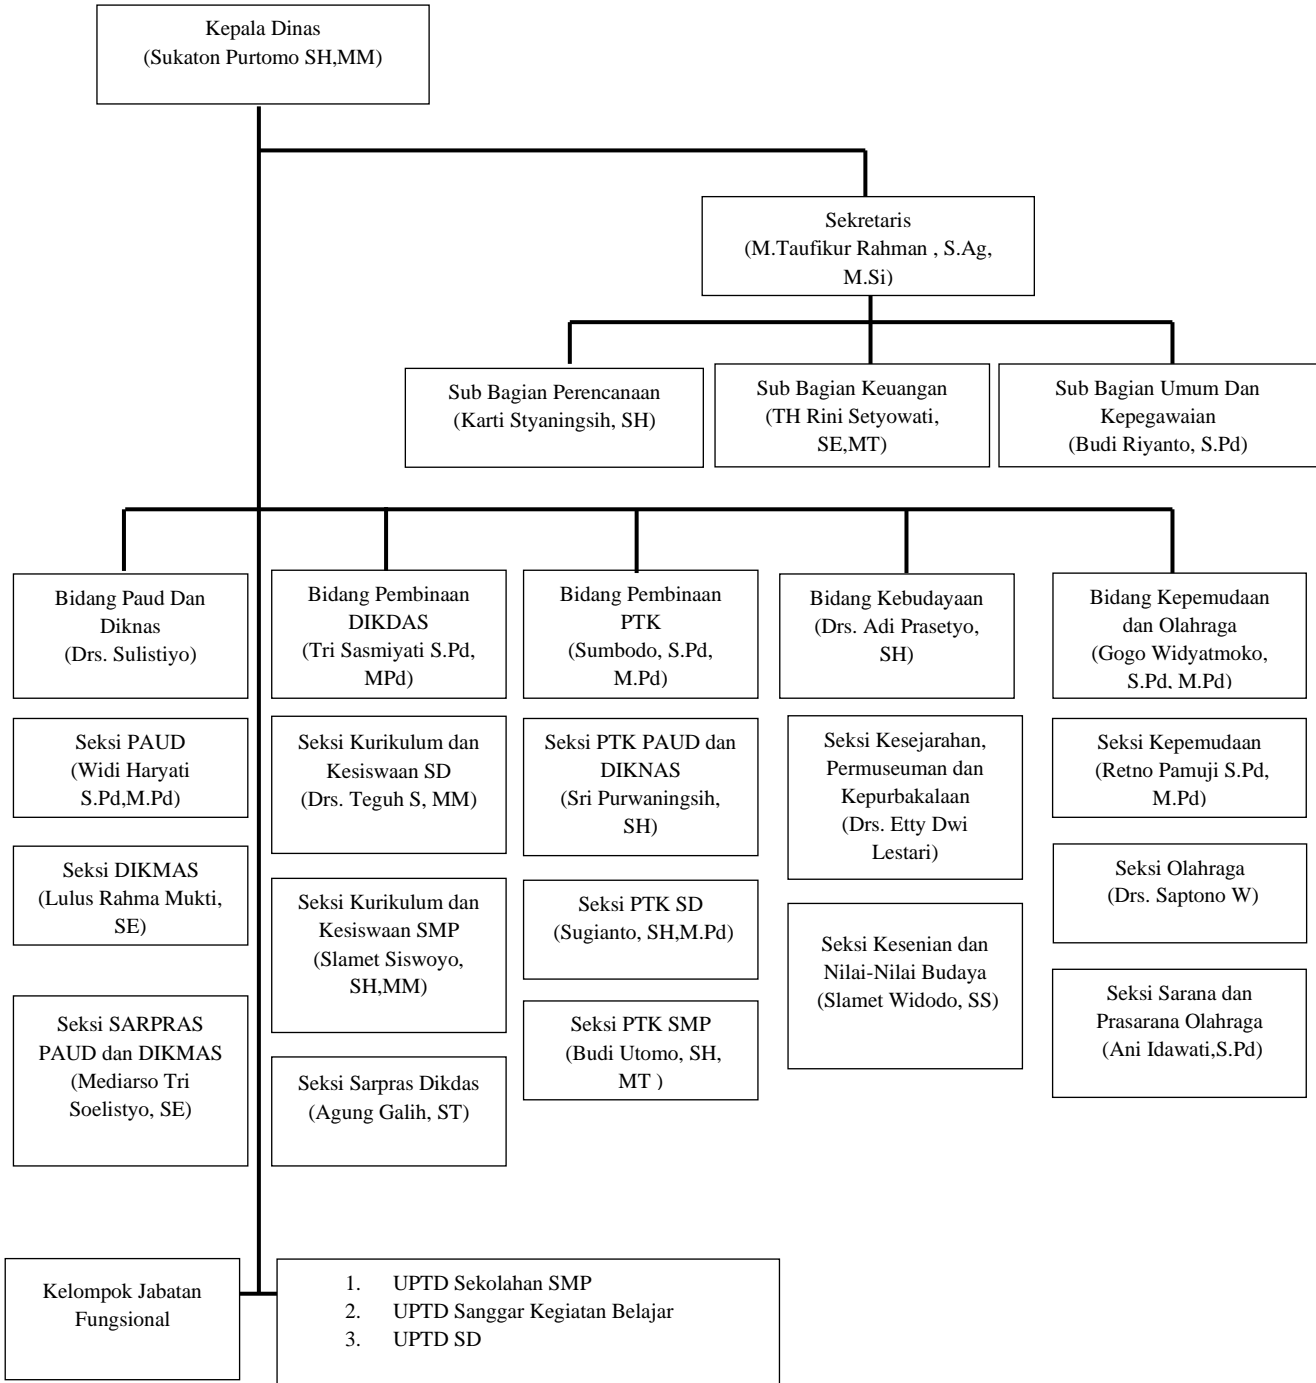 Kepala Dinas
(Sukaton Purtomo SH,MM)
Sekretaris
(M.Taufikur Rahman , S.Ag,
M.Si)
Sub Bagian Perencanaan
(Karti Styaningsih, SH)
Sub Bagian Keuangan
(TH Rini Setyowati,
SE,MT)
Sub Bagian Umum Dan
Kepegawaian
(Budi Riyanto, S.Pd)
Bidang Paud Dan
Diknas
(Drs. Sulistiyo)
Bidang Pembinaan
DIKDAS
(Tri Sasmiyati S.Pd,
MPd)
Bidang Pembinaan
PTK
(Sumbodo, S.Pd,
M.Pd)
Bidang Kebudayaan
(Drs. Adi Prasetyo,
SH)
Bidang Kepemudaan
dan Olahraga
(Gogo Widyatmoko,
S.Pd, M.Pd)
Seksi PAUD
(Widi Haryati
S.Pd,M.Pd)
Seksi Kurikulum dan
Kesiswaan SD
(Drs. Teguh S, MM)
Seksi PTK PAUD dan
DIKNAS
(Sri Purwaningsih,
SH)
Seksi Kesejarahan,
Permuseuman dan
Kepurbakalaan
(Drs. Etty Dwi
Lestari)
Seksi Kepemudaan
(Retno Pamuji S.Pd,
M.Pd)
Seksi DIKMAS
(Lulus Rahma Mukti,
SE)
Seksi Kurikulum dan
Kesiswaan SMP
(Slamet Siswoyo,
SH,MM)
Seksi PTK SD
(Sugianto, SH,M.Pd)
Seksi Kesenian dan
Nilai-Nilai Budaya
(Slamet Widodo, SS)
Seksi Olahraga
(Drs. Saptono W)
Seksi SARPRAS
PAUD dan DIKMAS
(Mediarso Tri
Soelistyo, SE)
Seksi Sarpras Dikdas
(Agung Galih, ST)
Seksi PTK SMP
(Budi Utomo, SH,
MT )
Seksi Sarana dan
Prasarana Olahraga
(Ani Idawati,S.Pd)
Kelompok Jabatan
Fungsional
1. UPTD Sekolahan SMP
2. UPTD Sanggar Kegiatan Belajar
3. UPTD SD